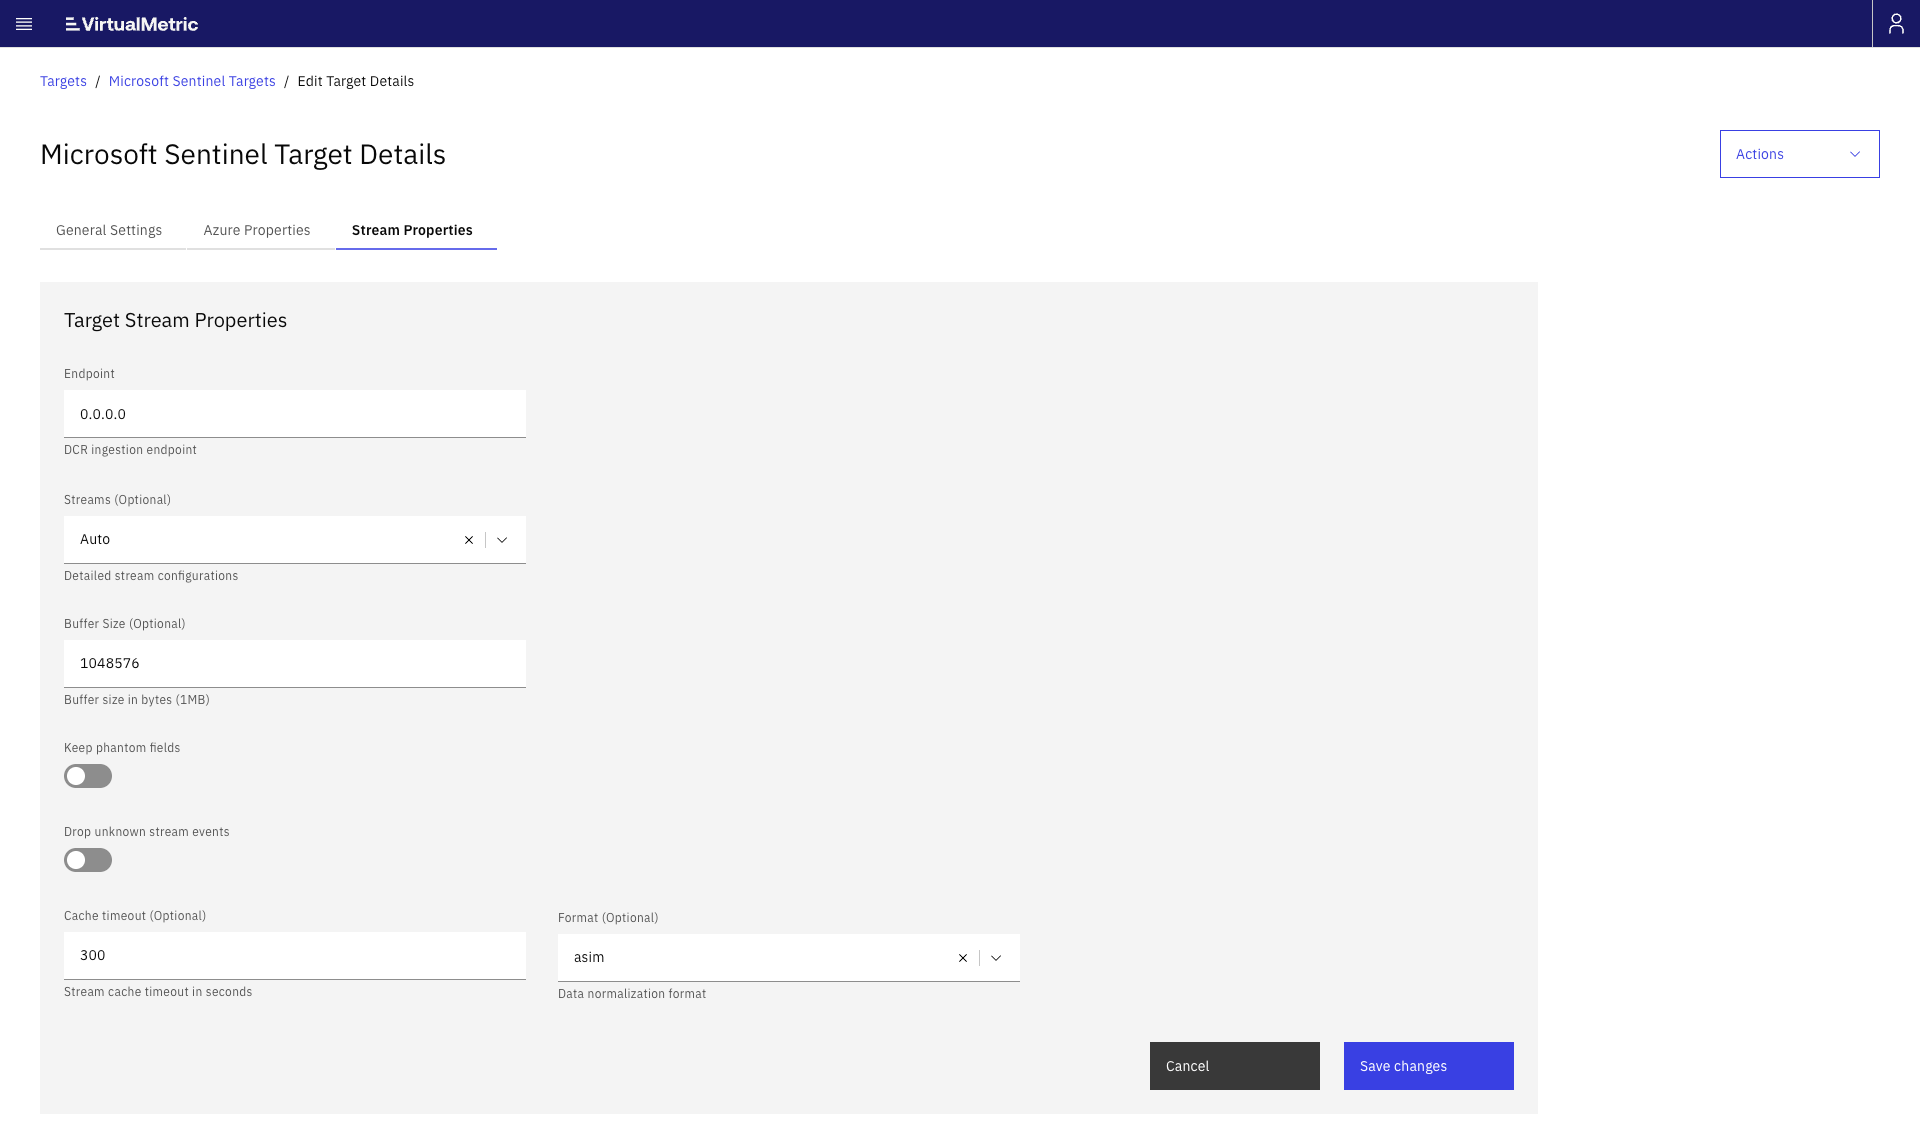 VirtualMetric
Targets / Microsoft Sentinel Targets / Edit Target Details
Microsoft Sentinel Target Details
Actions
General Settings
Azure Properties
Stream Properties
Target Stream Properties
Endpoint
0.0.0.0
DCR ingestion endpoint
Streams (Optional)
Auto
Detailed stream configurations
Buffer Size (Optional)
1048576
Buffer size in bytes (1MB)
Keep phantom fields
Drop unknown stream events
Cache timeout (Optional)
300
Stream cache timeout in seconds
Format (Optional)
asim
Data normalization format
Cancel
Save changes